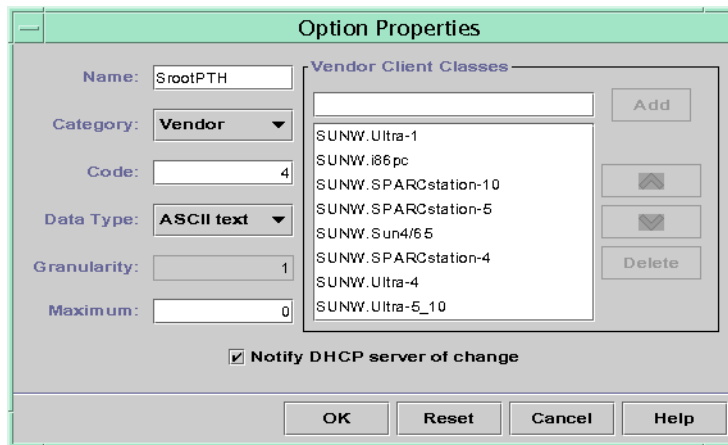 Option Properties
Name: SrootPTH
Category: Vendor
Code: 4
Data Type: ASCII text
Granularity: 1
Maximum: 0
Vendor Client Classes
Add
SUNW.Ultra-1
SUNW.i86pc
SUNW.SPARCstation-10
SUNW.SPARCstation-5
SUNW.Sun4/65
SUNW.SPARCstation-4
SUNW.Ultra-4
SUNW.Ultra-5_10
Delete
Notify DHCP server of change
OK Reset Cancel Help